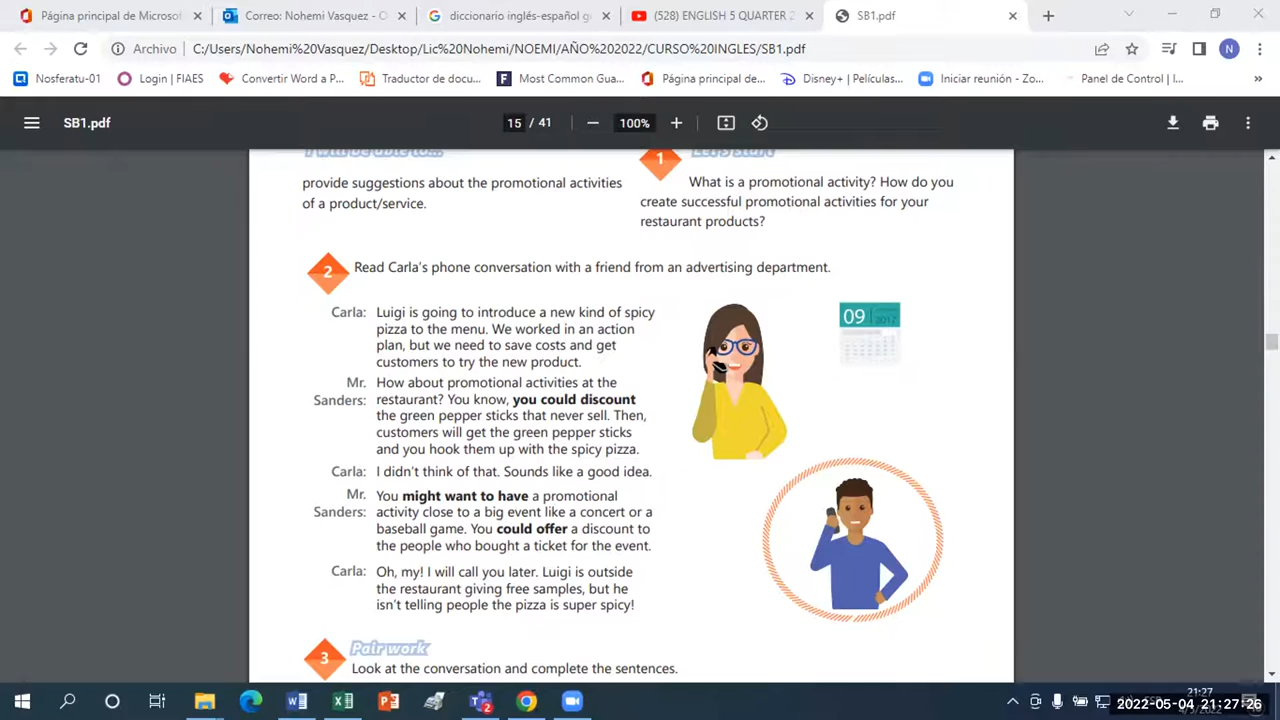 Página principal de Microsof
Correo: Nohemi Vasquez - O
diccionario inglés-español g
(528) ENGLISH 5 QUARTER 2
SB1.pdf
Archivo
C:/Users/Nohemi%20Vasquez/Desktop/Lic%20Nohemi/NOEMI/AÑO%202022/CURSO%20INGLES/SB1.pdf
N
Nosferatu-01
Login | FIAES
Convertir Word a P...
Traductor de docu...
Most Common Gua...
Página principal de...
Disney+ | Películas...
Iniciar reunión - Zo...
Panel de Control | I...
SB1.pdf
15 / 41
100%
I will be able to...
provide suggestions about the promotional activities
of a product/service.
1
Let's start
What is a promotional activity? How do you
create successful promotional activities for your
restaurant products?
2
Read Carla's phone conversation with a friend from an advertising department.
Carla: Luigi is going to introduce a new kind of spicy
pizza to the menu. We worked in an action
plan, but we need to save costs and get
customers to try the new product.
Mr. How about promotional activities at the
Sanders: restaurant? You know, you could discount
the green pepper sticks that never sell. Then,
customers will get the green pepper sticks
and you hook them up with the spicy pizza.
Carla: I didn't think of that. Sounds like a good idea.
Mr. You might want to have a promotional
Sanders: activity close to a big event like a concert or a
baseball game. You could offer a discount to
the people who bought a ticket for the event.
Carla: Oh, my! I will call you later. Luigi is outside
the restaurant giving free samples, but he
isn't telling people the pizza is super spicy!
09
2017
3
Pair work
Look at the conversation and complete the sentences.
21:27
2022-05-04 21:27:26